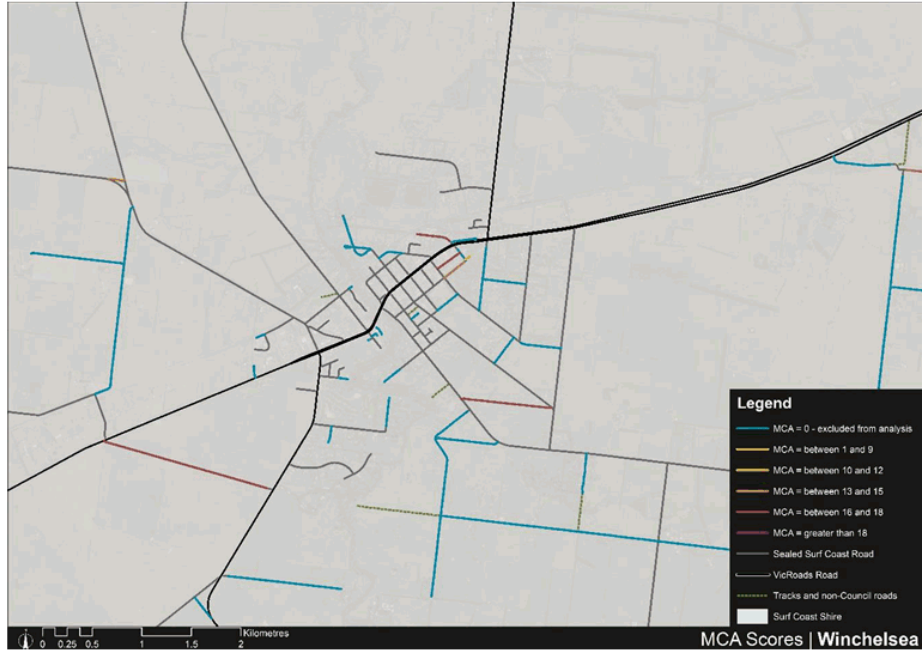 Legend
MCA = 0 - excluded from analysis
MCA = between 1 and 9
MCA = between 10 and 12
MCA = between 13 and 15
MCA = between 16 and 18
MCA = greater than 18
Sealed Surf Coast Road
VicRoads Road
Tracks and non-Council roads
Surf Coast Shire
Kilometres
0 0.25 0.5 1 1.5 2
MCA Scores | Winchelsea